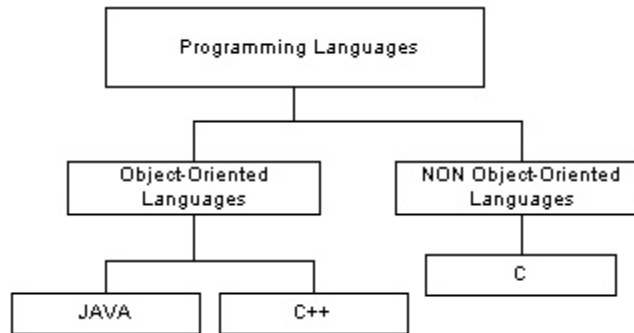 Programming Languages
Object-Oriented
Languages
NON Object-Oriented
Languages
C
JAVA
C++